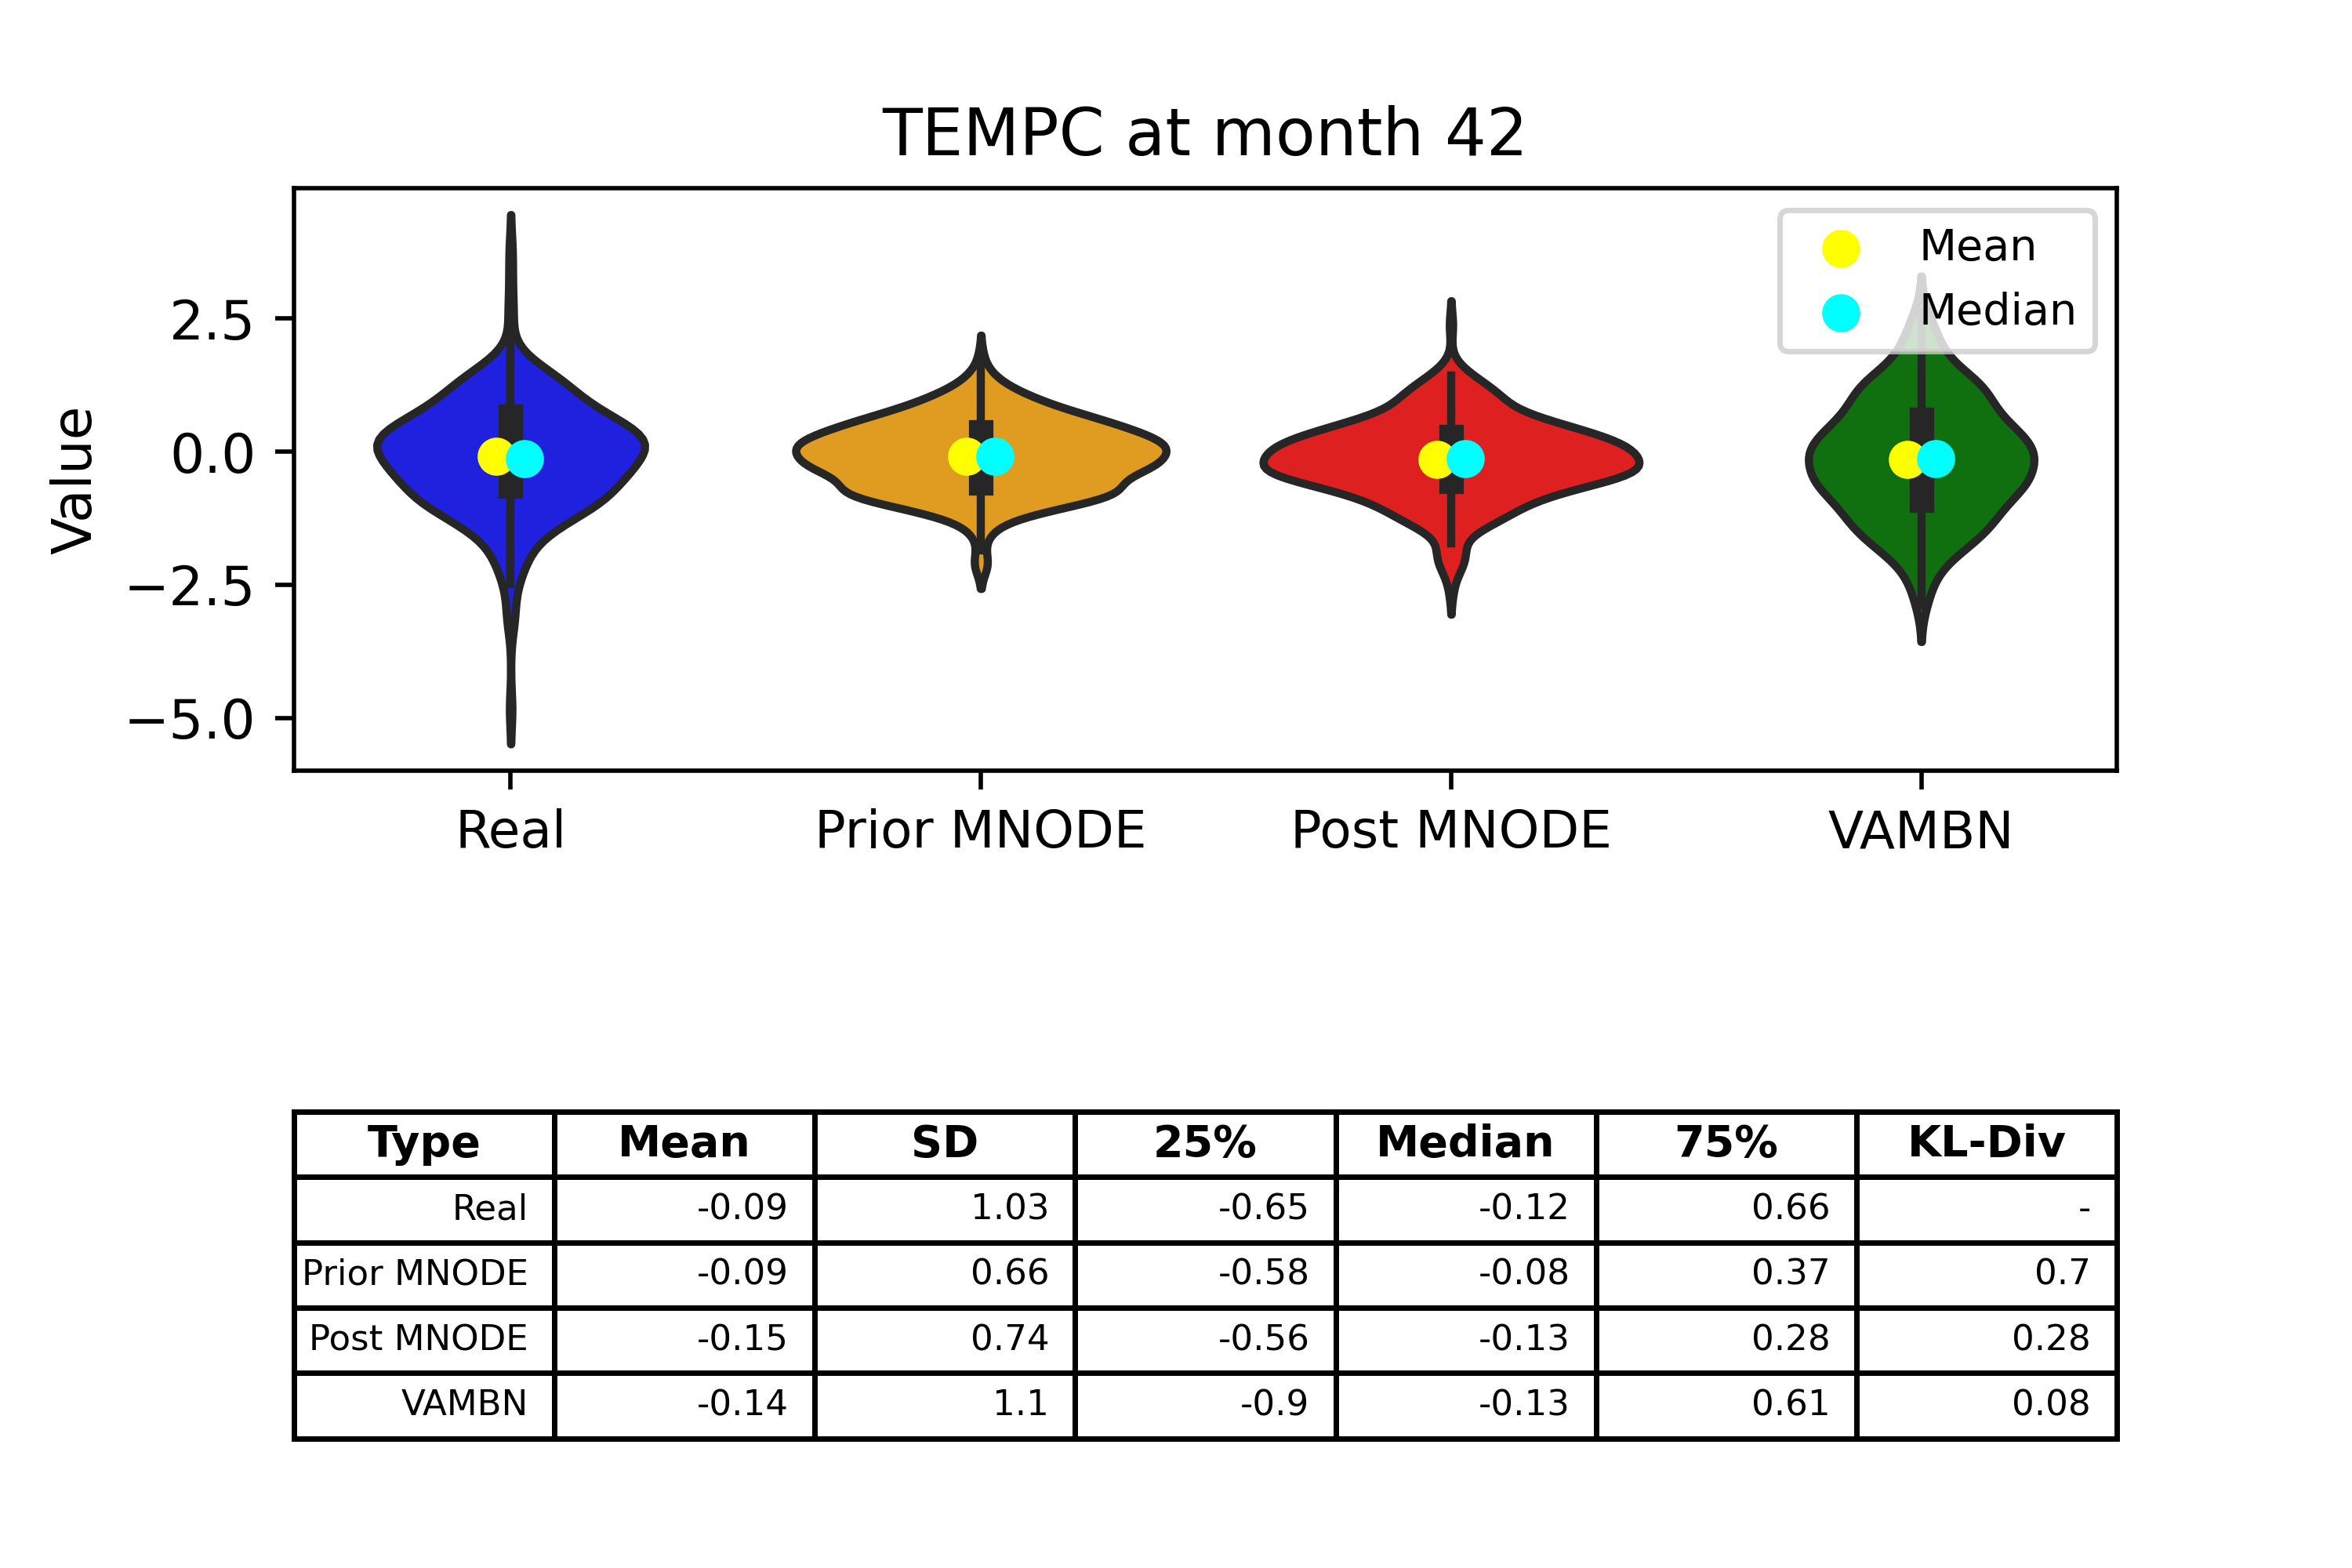 TEMPC at month 42
Mean
Median
Value
2.5
0.0
−2.5
−5.0
Real Prior MNODE Post MNODE VAMBN
Type Mean SD 25% Median 75% KL-Div
Real -0.09 1.03 -0.65 -0.12 0.66 -
Prior MNODE -0.09 0.66 -0.58 -0.08 0.37 0.7
Post MNODE -0.15 0.74 -0.56 -0.13 0.28 0.28
VAMBN -0.14 1.1 -0.9 -0.13 0.61 0.08